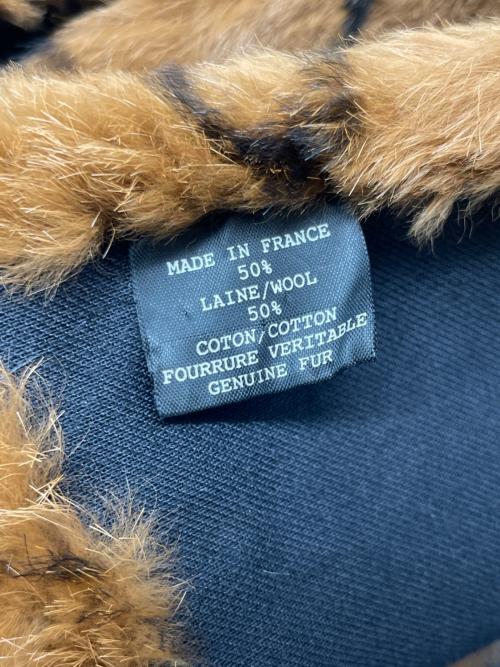 MADE IN FRANCE
50%
LAINE/WOOL
50%
COTON/COTTON
FOURRURE VERITABLE
GENUINE FUR